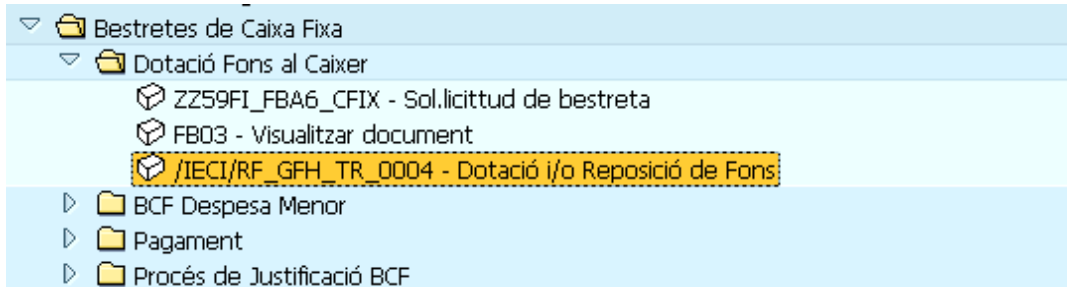 Bestretes de Caixa Fixa
Dotació Fons al Caixer
ZZ59FI_FBA6_CFIX - Sol.licittud de bestreta
FB03 - Visualitzar document
/IECI/RF_GFH_TR_0004 - Dotació i/o Reposició de Fons
BCF Despesa Menor
Pagament
Procés de Justificació BCF